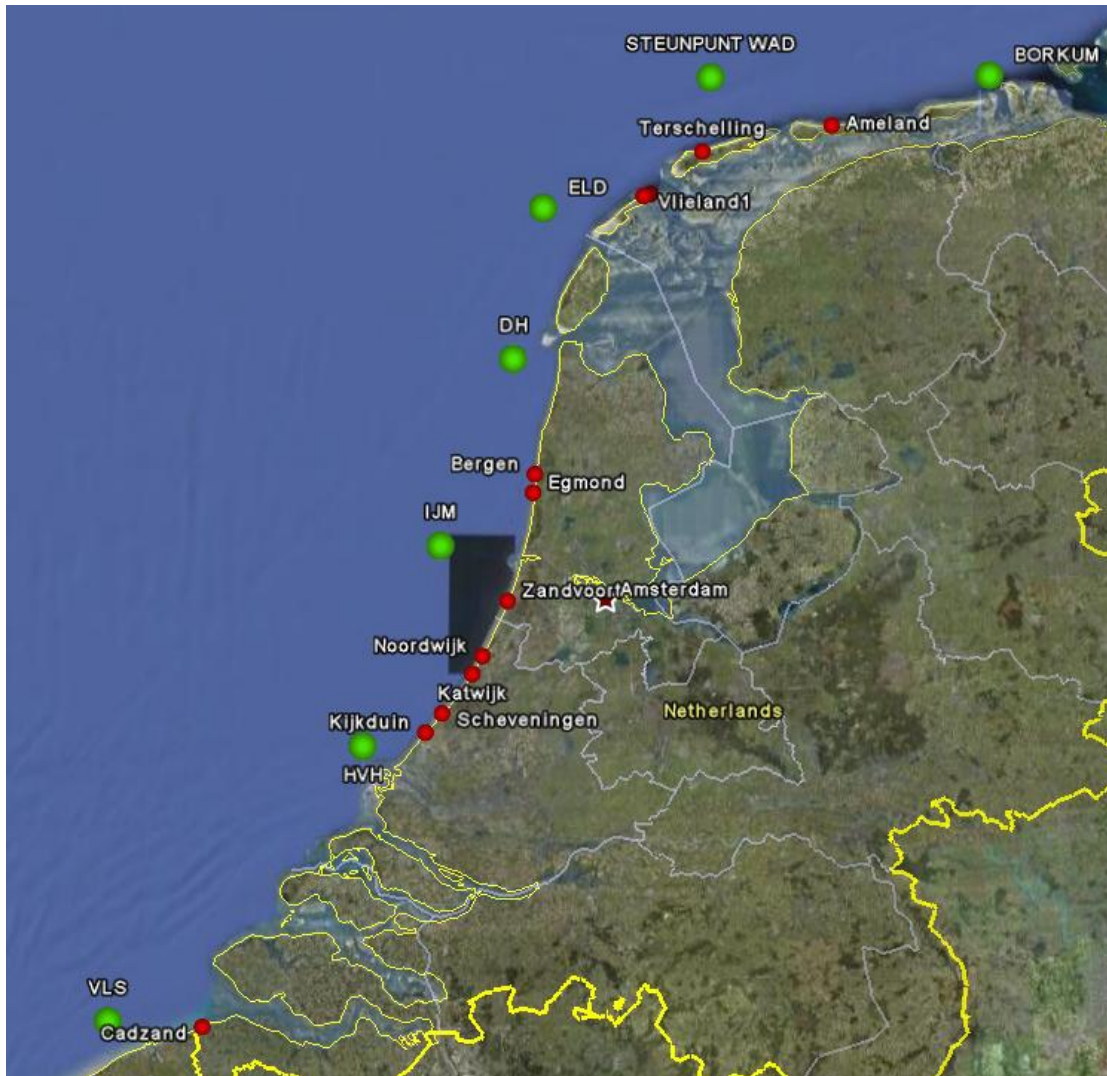 STEUNPUNT WAD
BORKUM
Terschelling
Ameland
ELD
Vlieland1
DH
Bergen
Egmond
IJM
Zandvoort
Amsterdam
Noordwijk
Katwijk
Netherlands
Kijkduin
Scheveningen
HVH
VLS
Cadzand